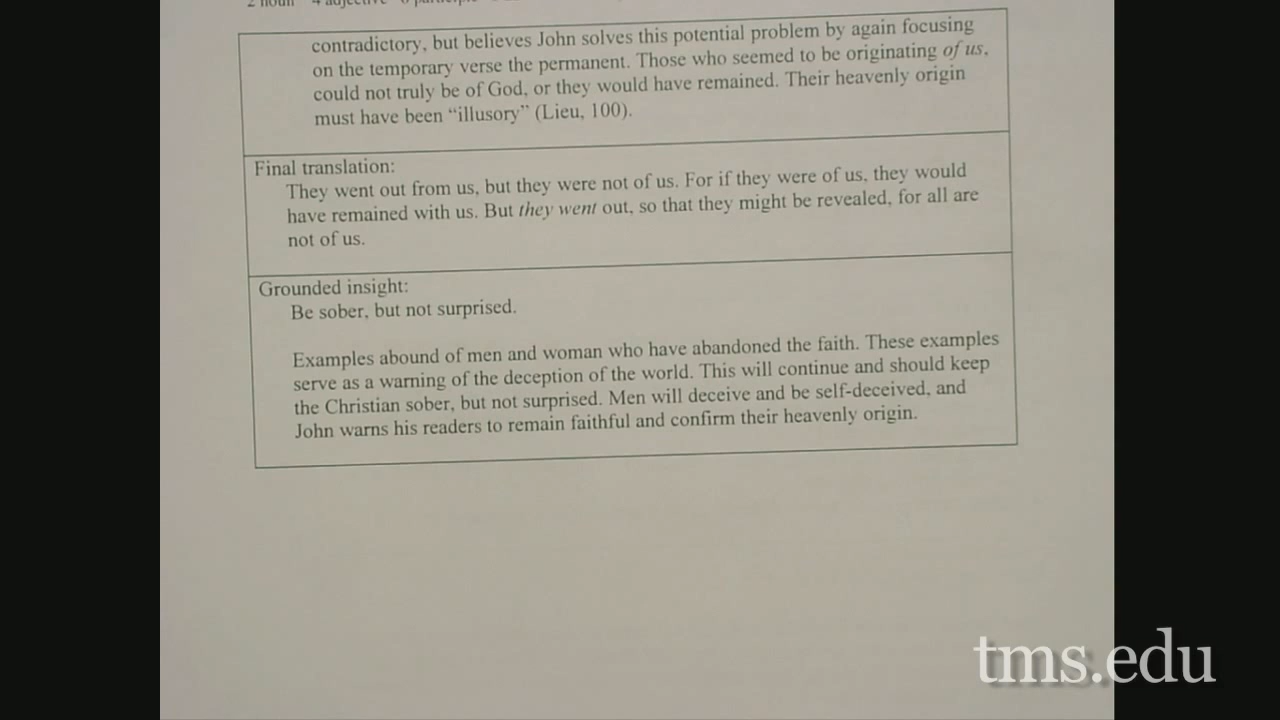 2 noun 4 adjective 6 participle
contradictory, but believes John solves this potential problem by again focusing
on the temporary verse the permanent. Those who seemed to be originating of us,
could not truly be of God, or they would have remained. Their heavenly origin
must have been “illusory” (Lieu, 100).
Final translation:
They went out from us, but they were not of us. For if they were of us, they would
have remained with us. But they went out, so that they might be revealed, for all are
not of us.
Grounded insight:
Be sober, but not surprised.
Examples abound of men and woman who have abandoned the faith. These examples
serve as a warning of the deception of the world. This will continue and should keep
the Christian sober, but not surprised. Men will deceive and be self-deceived, and
John warns his readers to remain faithful and confirm their heavenly origin.
tms.edu